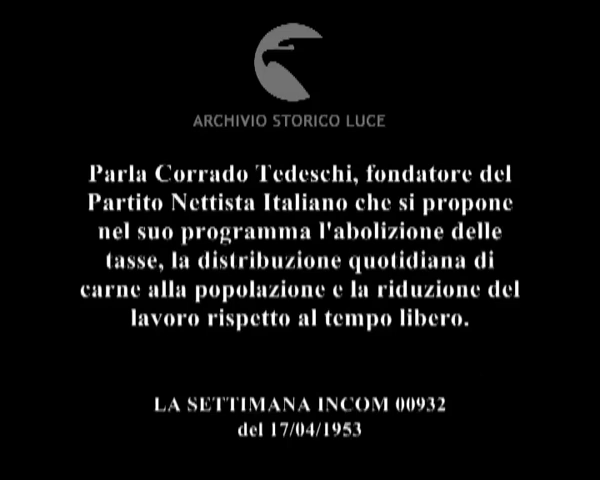 ARCHIVIO STORICO LUCE
Parla Corrado Tedeschi, fondatore del
Partito Nettista Italiano che si propone
nel suo programma l'abolizione delle
tasse, la distribuzione quotidiana di
carne alla popolazione e la riduzione del
lavoro rispetto al tempo libero.
LA SETTIMANA INCOM 00932
del 17/04/1953